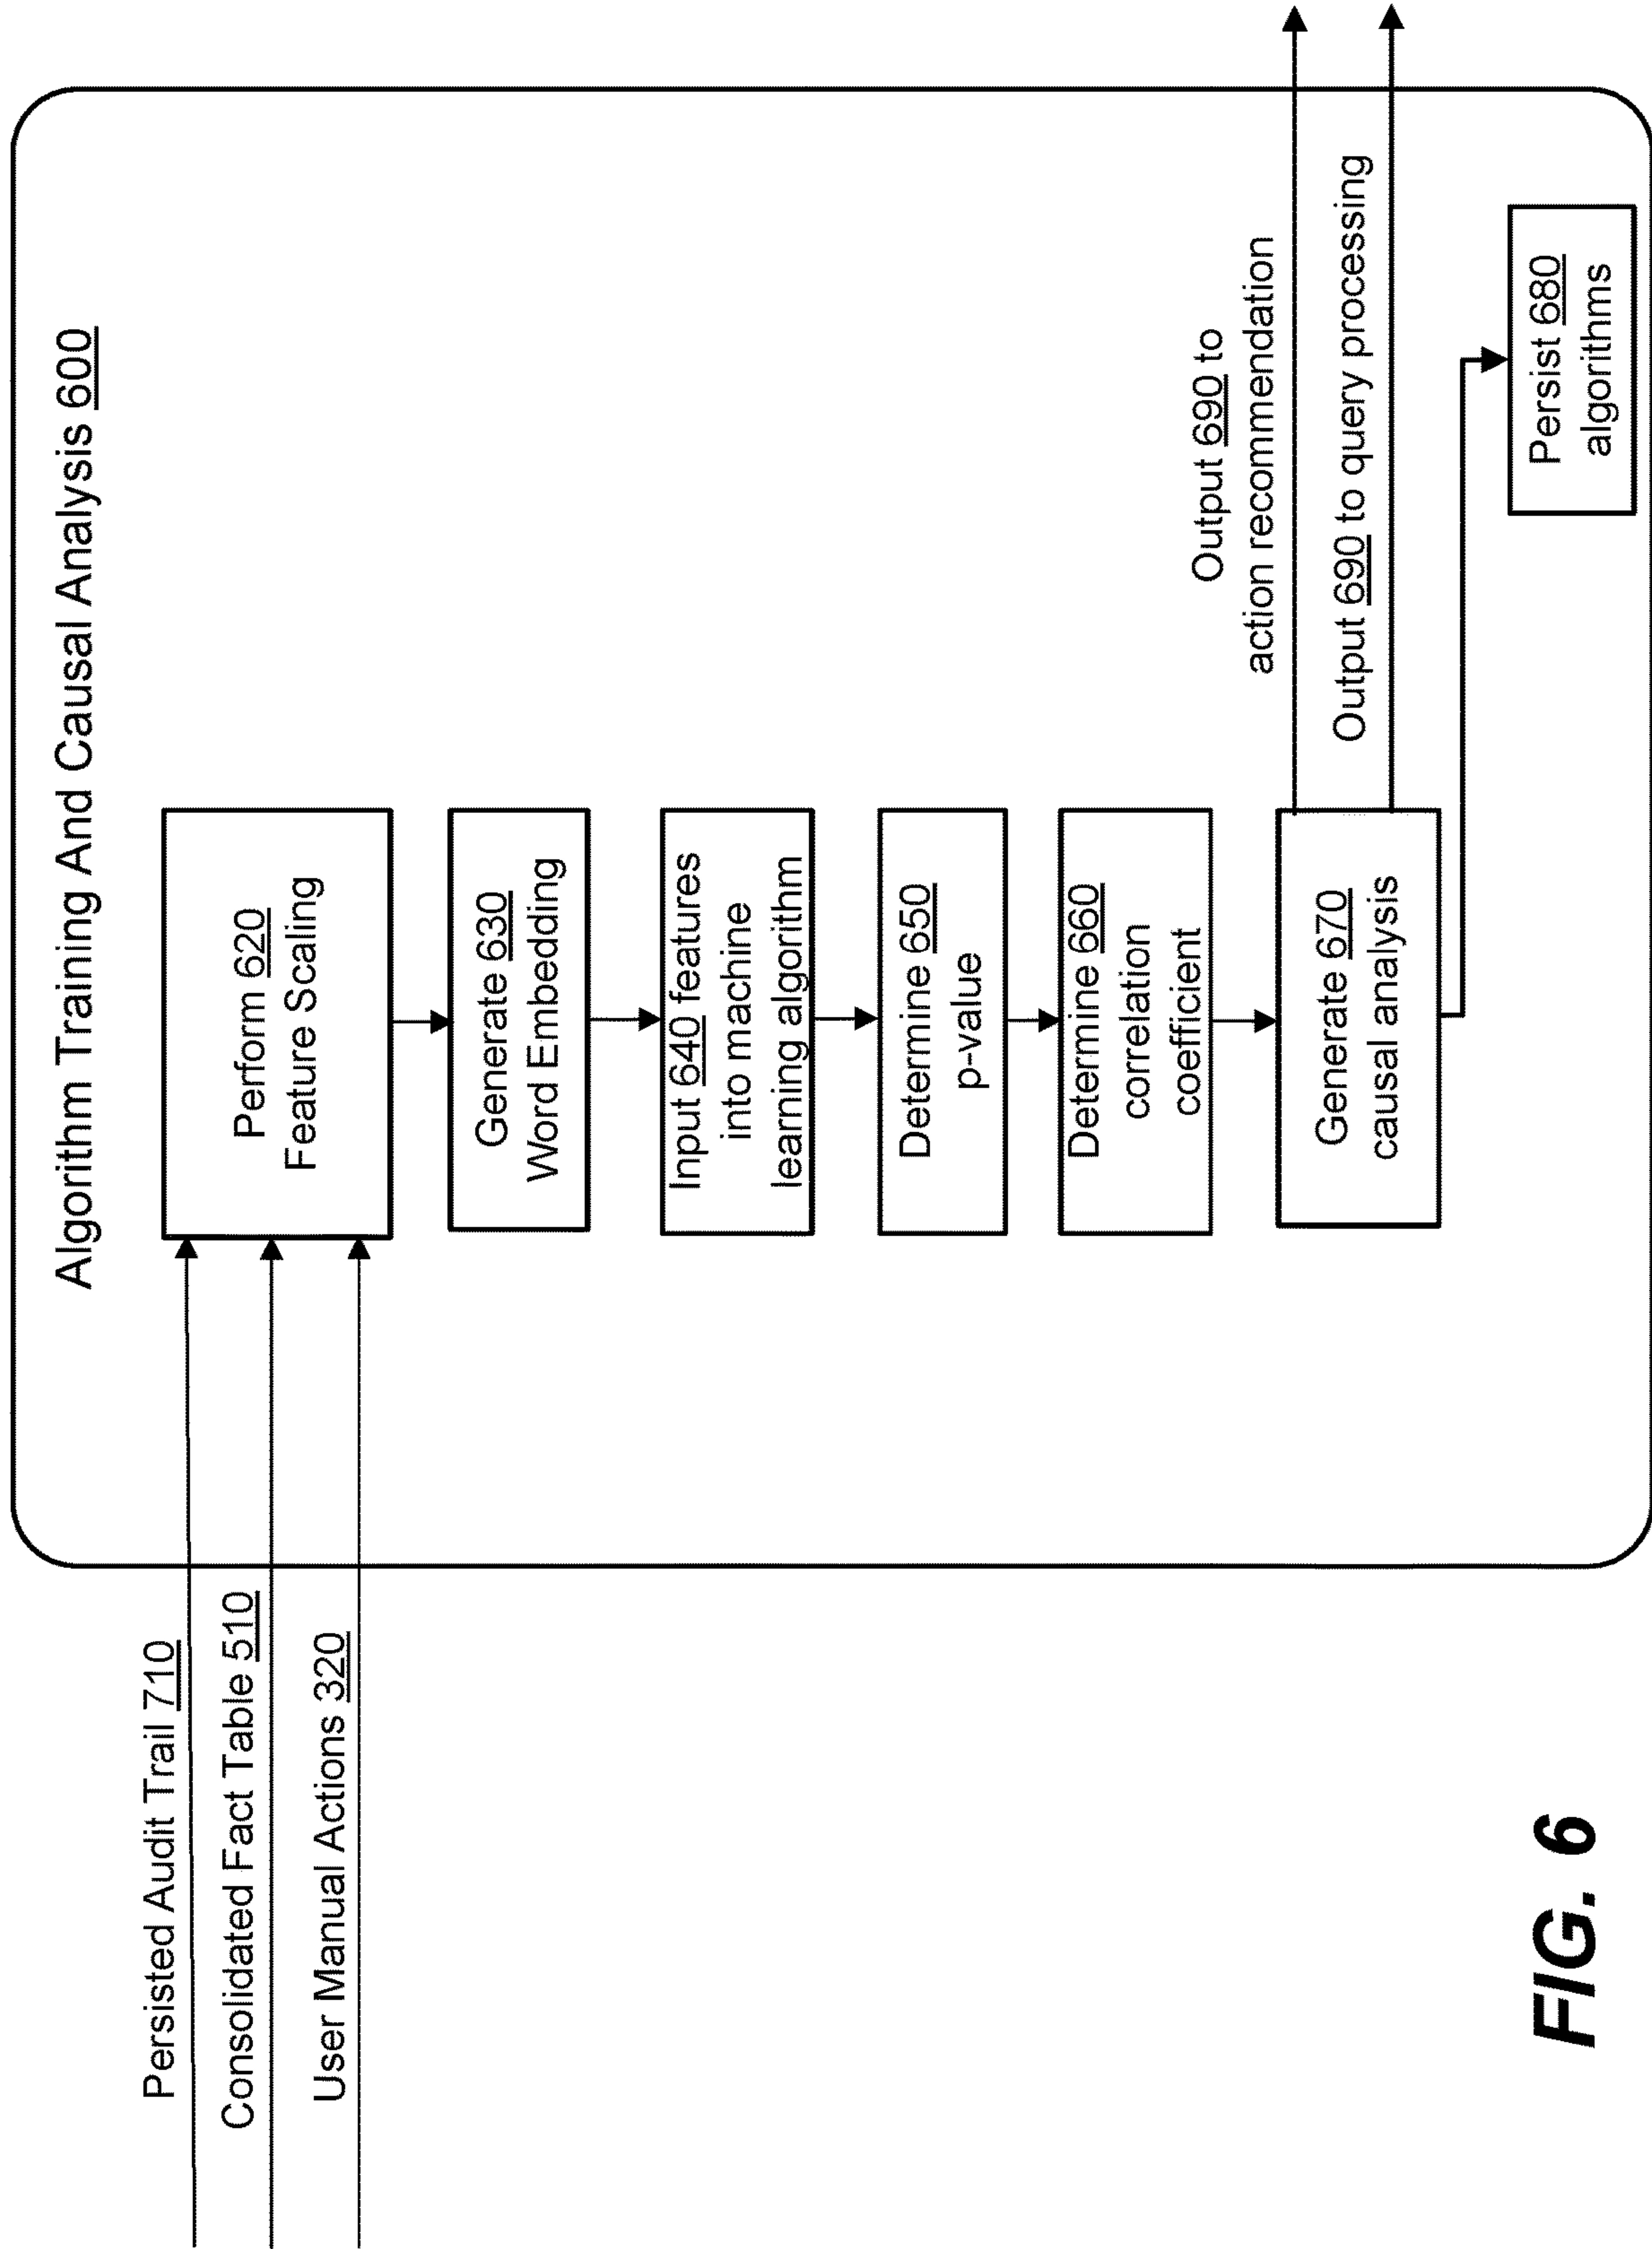 Algorithm Training And Causal Analysis 600
Persisted Audit Trail 710
Consolidated Fact Table 510
User Manual Actions 320
Perform 620
Feature Scaling
Generate 630
Word Embedding
Input 640 features
into machine
learning algorithm
Determine 650
p-value
Determine 660
correlation
coefficient
Generate 670
causal analysis
Output 690 to
action recommendation
Output 690 to query processing
Persist 680
algorithms
FIG. 6